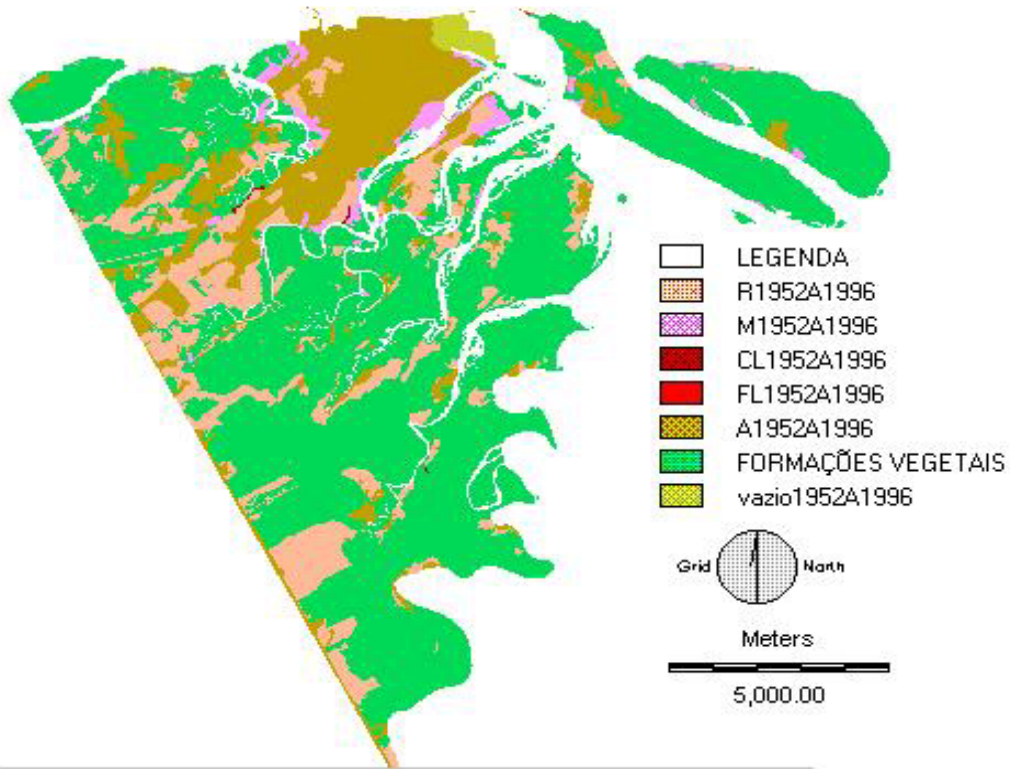 LEGENDA
R1952A1996
M1952A1996
CL1952A1996
FL1952A1996
A1952A1996
FORMAÇÕES VEGETAIS
vazio1952A1996
Grid North
Meters
5,000.00